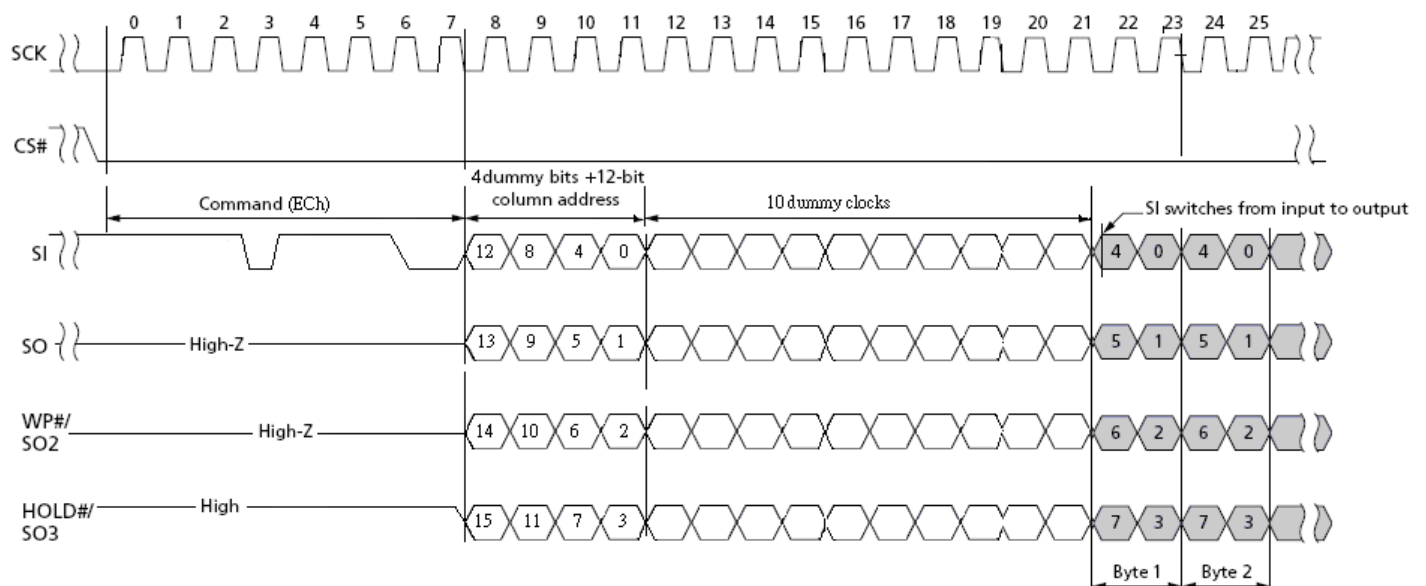 0 1 2 3 4 5 6 7 8 9 10 11 12 13 14 15 16 17 18 19 20 21 22 23 24 25
SCK
CS#
4dummy bits +12-bit
column address
Command (ECh)
10 dummy clocks
SI switches from input to output
SI
12 8 4 0 4 0 4 0
SO
High-Z
13 9 5 1 5 1 5 1
WP#/
SO2
High-Z
14 10 6 2 6 2 6 2
HOLD#/
SO3
High
15 11 7 3 7 3 7 3
Byte 1 Byte 2